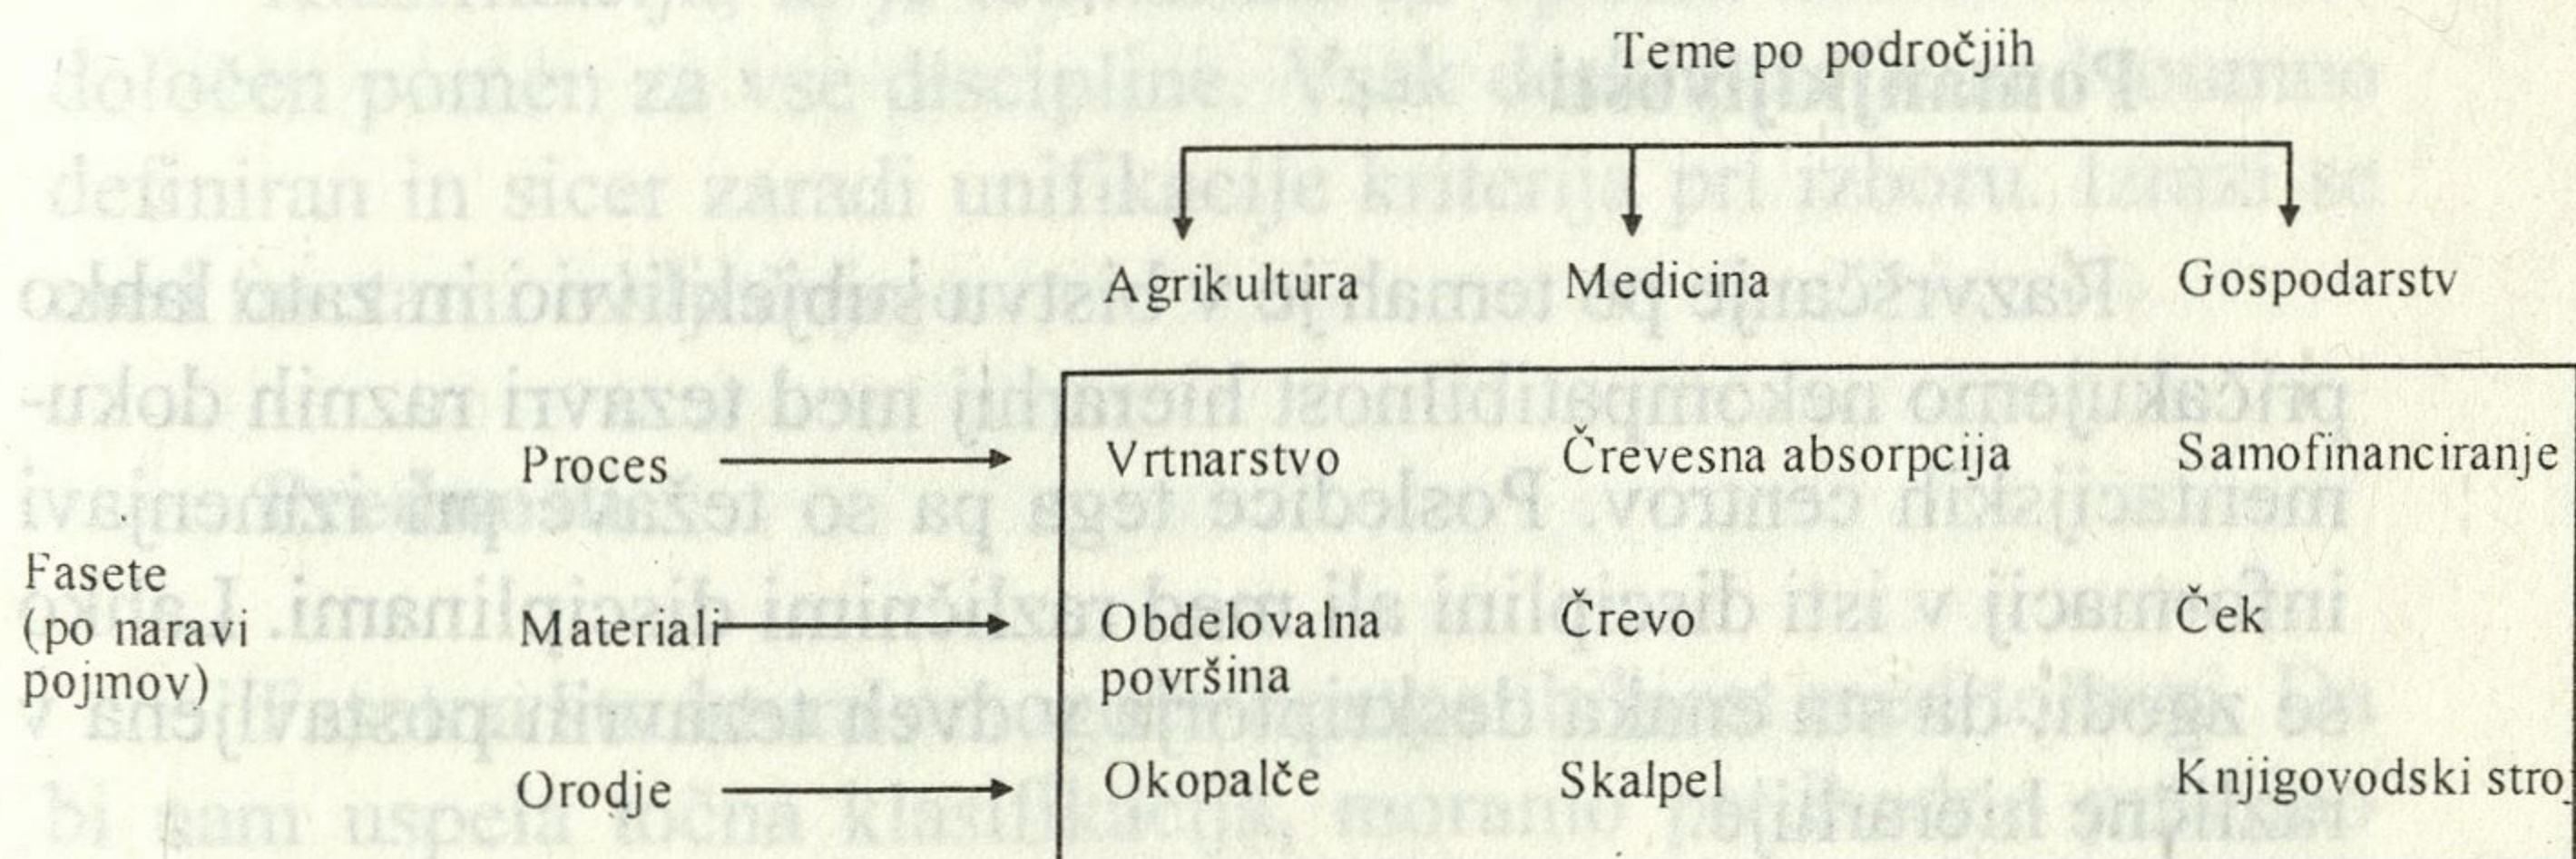 Teme po področjih
Agrikultura Medicina Gospodarstv
Proces Vrtnarstvo Črevesna absorpcija Samofinanciranje
Fasete
(po naravi
pojmov)
Materiali Obdelovalna
površina Črevo Ček
Orodje Okopalče Skalpel Knjigovodski stroj